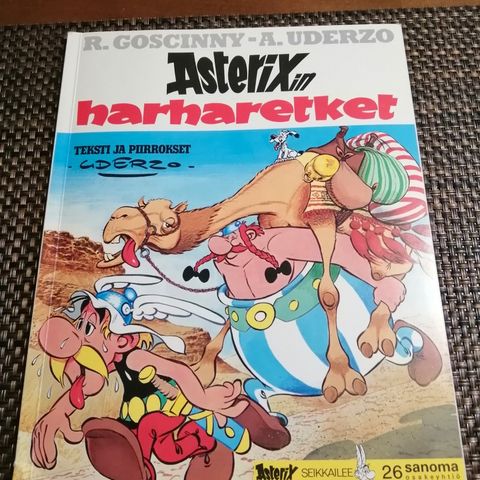 R. GOSCINNY - A. UDERZO
Asterixin
harharetket
TEKSTI JA PIIRROKSET
- UDERZO -
Asterix SEIKKAILEE 26 sanoma
osakeyhtiö